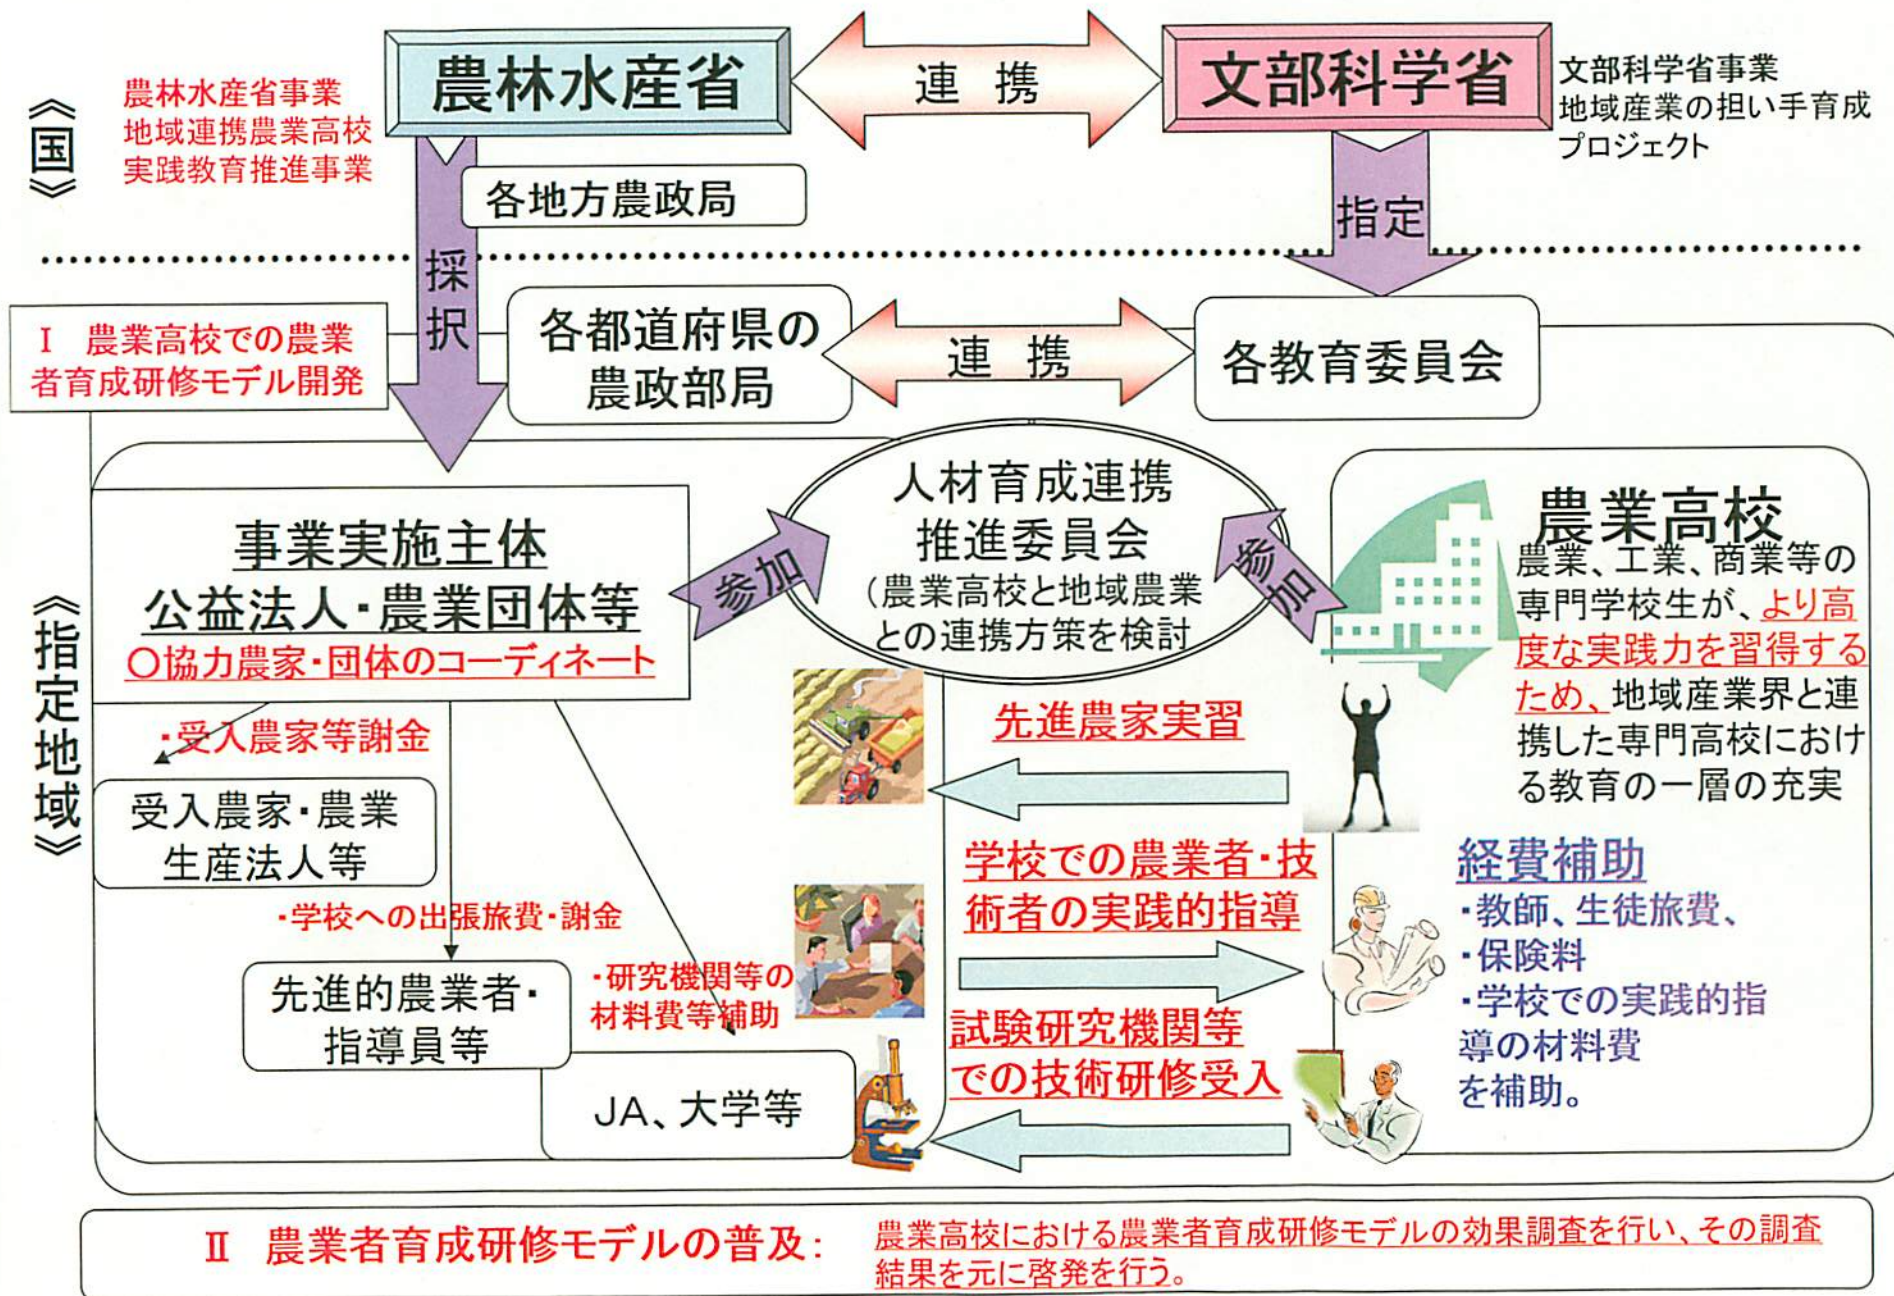 《国》
農林水産省事業
地域連携農業高校
実践教育推進事業
農林水産省
連 携
文部科学省
文部科学省事業
地域産業の担い手育成
プロジェクト
各地方農政局
採択
指定
Ⅰ 農業高校での農業
者育成研修モデル開発
各都道府県の
農政部局
連 携
各教育委員会
《指定地域》
事業実施主体
公益法人・農業団体等
〇協力農家・団体のコーディネート
参加
人材育成連携
推進委員会
(農業高校と地域農業
との連携方策を検討
参加
農業高校
農業、工業、商業等の
専門学校生が、より高
度な実践力を習得する
ため、地域産業界と連
携した専門高校におけ
る教育の一層の充実
・受入農家等謝金
受入農家・農業
生産法人等
・学校への出張旅費・謝金
先進的農業者・
指導員等
・研究機関等の
材料費等補助
JA、大学等
先進農家実習
学校での農業者・技
術者の実践的指導
試験研究機関等
での技術研修受入
経費補助
・教師、生徒旅費、
・保険料
・学校での実践的指
導の材料費
を補助。
Ⅱ 農業者育成研修モデルの普及:
農業高校における農業者育成研修モデルの効果調査を行い、その調査
結果を元に啓発を行う。